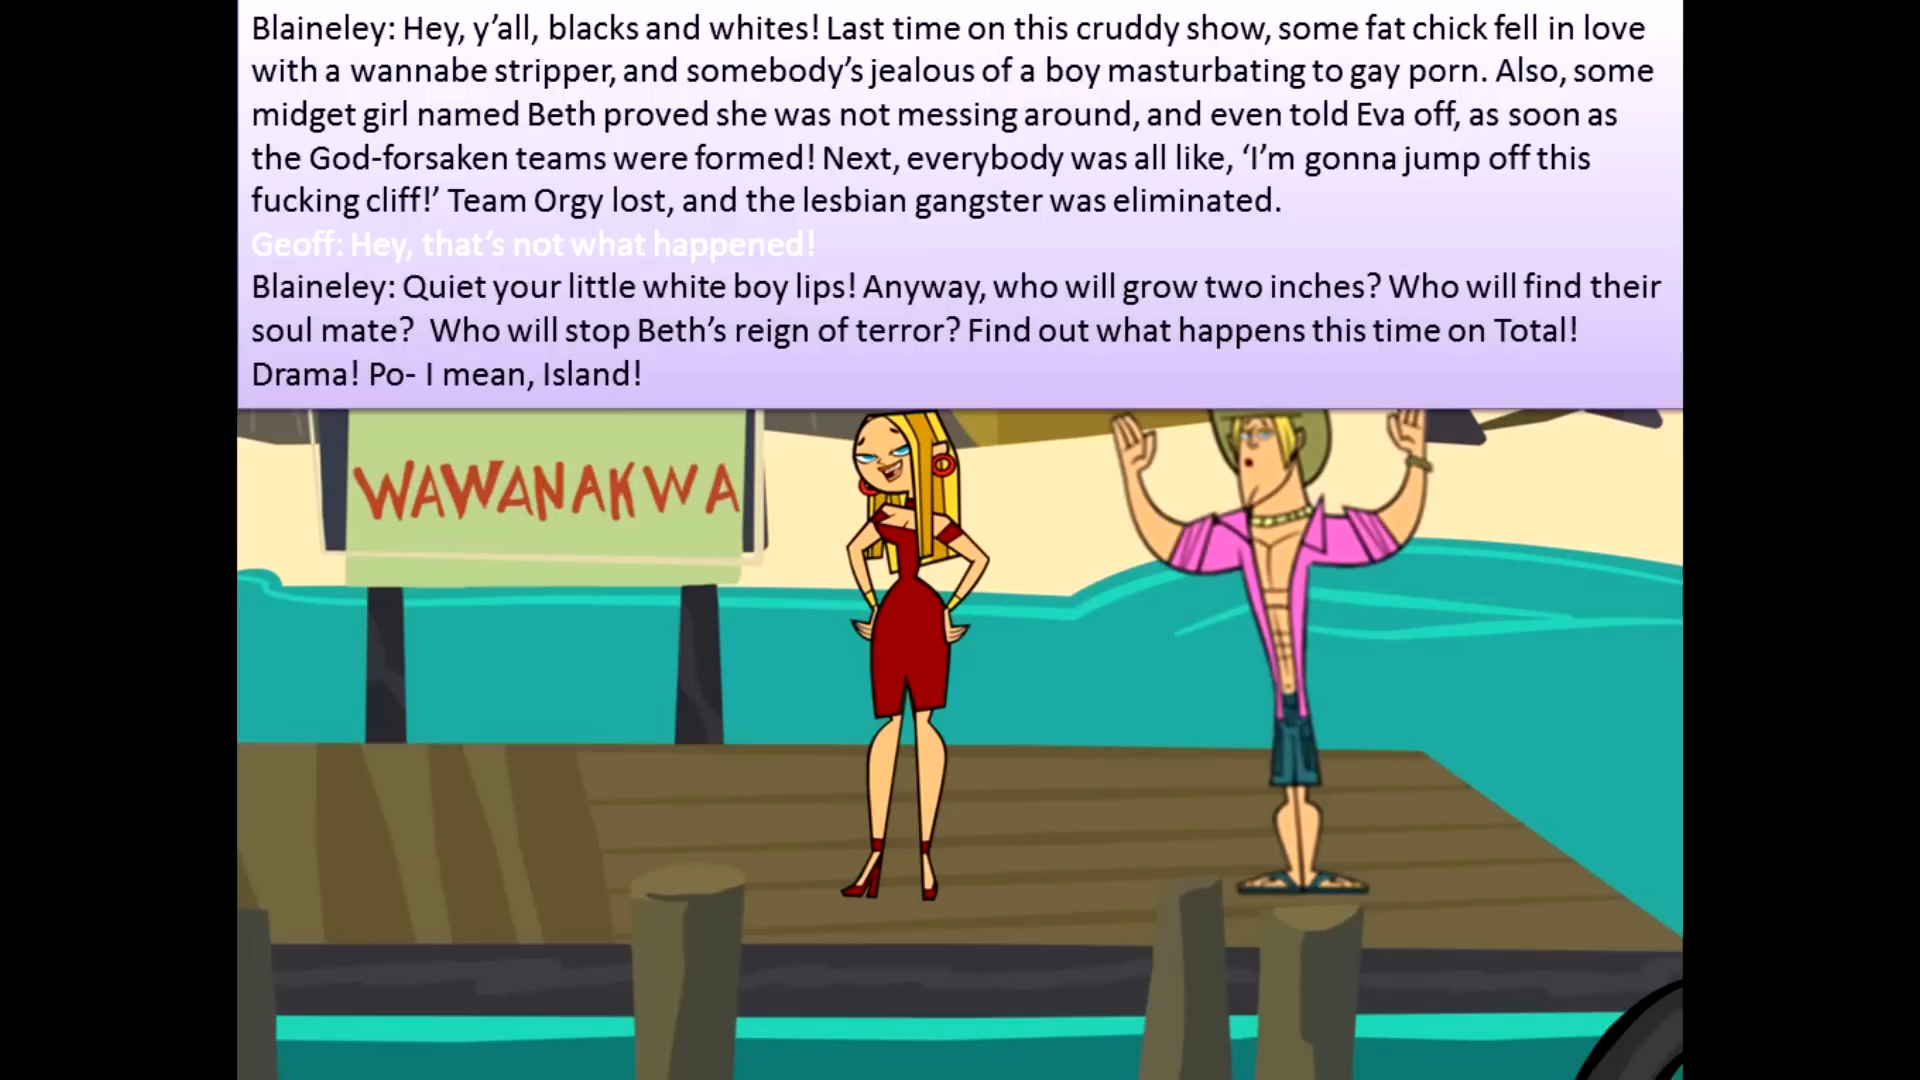 Blaineley: Hey, y’all, blacks and whites! Last time on this cruddy show, some fat chick fell in love
with a wannabe stripper, and somebody’s jealous of a boy masturbating to gay porn. Also, some
midget girl named Beth proved she was not messing around, and even told Eva off, as soon as
the God-forsaken teams were formed! Next, everybody was all like, ‘I’m gonna jump off this
fucking cliff!’ Team Orgy lost, and the lesbian gangster was eliminated.
Geoff: Hey, that’s not what happened!
Blaineley: Quiet your little white boy lips! Anyway, who will grow two inches? Who will find their
soul mate?  Who will stop Beth’s reign of terror? Find out what happens this time on Total!
Drama! Po- I mean, Island!
WAWANAKWA